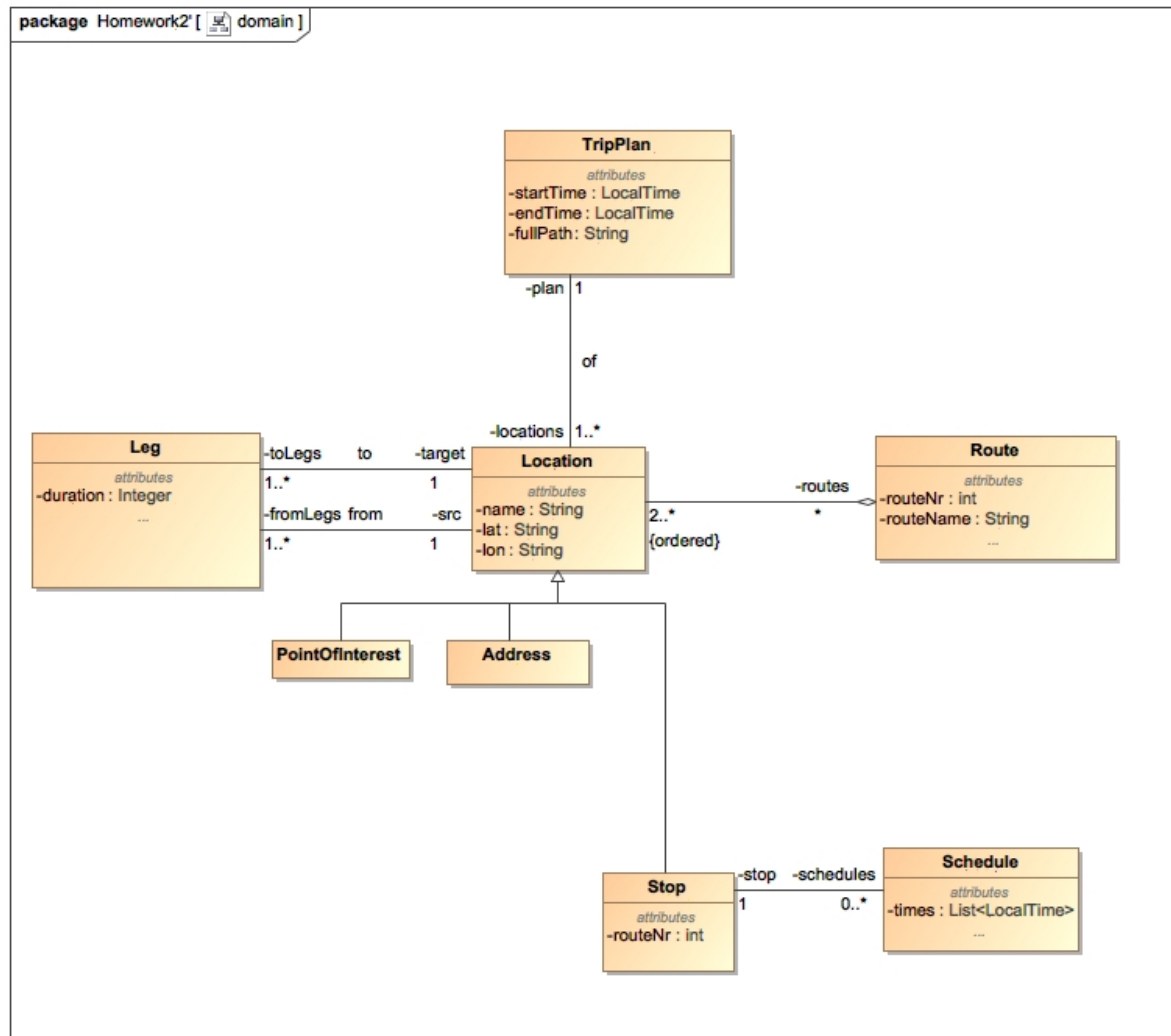 package Homework2' [ domain ]
TripPlan
attributes
-startTime : LocalTime
-endTime : LocalTime
-fullPath : String
-plan 1
of
-locations 1..*
Leg
attributes
-duration : Integer
...
-toLegs to -target
1..* 1
-fromLegs from -src
1..* 1
Location
attributes
-name : String
-lat : String
-lon : String
-routes
2..* *
{ordered}
Route
attributes
-routeNr : int
-routeName : String
...
PointOfInterest
Address
Stop
attributes
-routeNr : int
-stop -schedules
1 0..*
Schedule
attributes
-times : List<LocalTime>
...